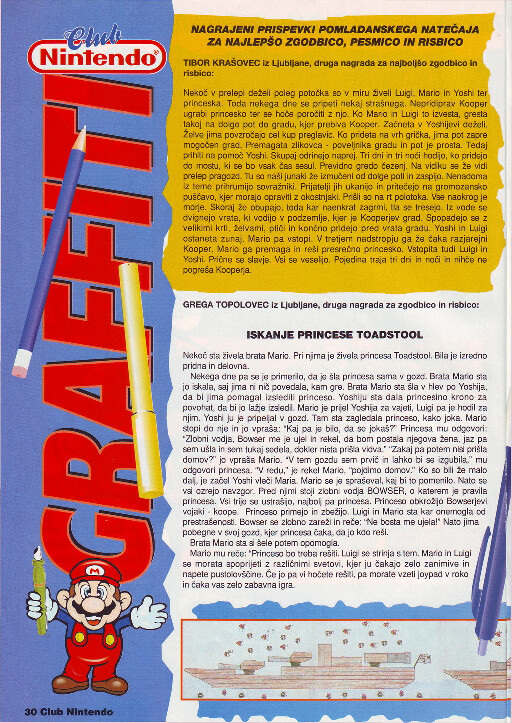 Club
Nintendo®
GRAFFITI
NAGRAJENI PRISPEVKI POMLADANSKEGA NATEČAJA
ZA NAJLEPŠO ZGODBICO, PESMICO IN RISBICO
TIBOR KRAŠOVEC iz Ljubljane, druga nagrada za najboljšo zgodbico in
risbico:
Nekoč v prelepi deželi poleg potočka so v miru živeli Luigi, Mario in Yoshi ter
princeska. Toda nekega dne se pripeti nekaj strašnega. Nepridiprav Kooper
ugrabi princesko ter se hoče poročiti z njo. Ko Mario in Luigi to izvesta, gresta
takoj na dolgo pot do gradu, kjer prebiva Kooper. Začneta v Yoshijevi deželi.
Želve jima povzročajo cel kup preglavic. Ko prideta na vrh griča, jima pot zapre
mogočen grad. Premagata zlikovca - poveljnika gradu in pot je prosta. Tedaj
prihiti na pomoč Yoshi. Skupaj odrinejo naprej. Tri dni in tri noči hodijo, ko pridejo
do mostu, ki se bo vsak čas sesul. Previdno gredo čezenj. Na vidiku se že vidi
prelep pragozd. Tu so naši junaki že izmučeni od dolge poti in zaspijo. Nenadoma
iz teme prihrumijo sovražniki. Prijatelji jih ukanijo in pritečejo na gromozansko
puščavo, kjer morajo opraviti z okostnjaki. Prišli so na rt polotoka. Vse naokrog je
morje. Skoraj že obupajo, toda kar naenkrat zagrmi, tla se tresejo. Iz vode se
dvignejo vrata, ki vodijo v podzemlje, kjer je Kooperjev grad. Spopadejo se z
velikimi krti, želvami, ptiči in končno pridejo pred vrata gradu. Yoshi in Luigi
ostaneta zunaj, Mario pa vstopi. V tretjem nadstropju ga že čaka razjarjeni
Kooper. Mario ga premaga in reši presrečno princesko. Vstopita tudi Luigi in
Yoshi. Prične se slavje. Vsi se veselijo. Pojedina traja tri dni in noči in nihče ne
pogreša Kooperja.
GREGA TOPOLOVEC iz Ljubljane, druga nagrada za zgodbico in risbico:
ISKANJE PRINCESE TOADSTOOL
Nekoč sta živela brata Mario. Pri njima je živela princesa Toadstool. Bila je izredno
pridna in delovna.
Nekega dne pa se je primerilo, da je šla princesa sama v gozd. Brata Mario sta
jo iskala, saj jima ni nič povedala, kam gre. Brata Mario sta šla v hlev po Yoshija,
da bi jima pomagal izslediti princeso. Yoshiju sta dala princesino krono za
povohat, da bi jo lažje izsledil. Mario je prijel Yoshija za vajeti, Luigi pa je hodil za
njim. Yoshi ju je pripeljal v gozd. Tam sta zagledala princeso, kako joka. Mario
stopi do nje in jo vpraša: "Kaj pa je bilo, da se jokaš?" Princesa mu odgovori:
"Zlobni vodja, Bowser me je ujel in rekel, da bom postala njegova žena, jaz pa
sem ušla in sem tukaj sedela, dokler nista prišla vidva." "Zakaj pa potem nisi prišla
domov?" jo vpraša Mario. "V tem gozdu sem prvič in lahko bi se izgubila," mu
odgovori princesa. "V redu," je rekel Mario, "pojdimo domov." Ko so bili že malo
dalj, je začel Yoshi vleči Maria. Mario se je spraševal, kaj bi to pomenilo. Nato se
vsi ozrejo navzgor. Pred njimi stoji zlobni vodja BOWSER, o katerem je pravila
princesa. Vsi trije se ustrašijo, najbolj pa princesa. Princeso obkrožijo Bowserjevi
vojaki - koope. Princeso primejo in zbežijo. Luigi in Mario sta kar onemogla od
prestrašenosti. Bowser se zlobno zareži in reče: "Ne bosta me ujela!" Nato jima
pobegne v svoj grad, kjer princesa čaka, da jo kdo reši.
Brata Mario sta si šele potem opomogla.
Mario mu reče: "Princeso bo treba rešiti. Luigi se strinja s tem. Mario in Luigi
se morata spoprijeti z različnimi svetovi, kjer ju čakajo zelo zanimive in
napete pustolovščine. Če jo pa vi hočete rešiti, pa morate vzeti joypad v roko
in čaka vas zelo zabavna igra.
30 Club Nintendo